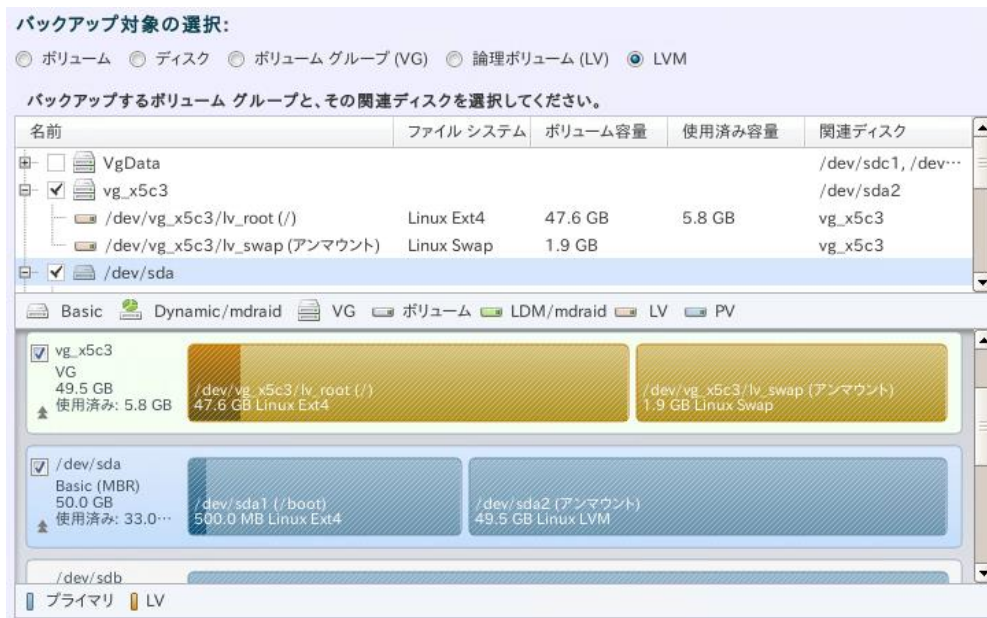 バックアップ対象の選択:
ボリューム ディスク ボリューム グループ (VG) 論理ボリューム (LV) LVM
バックアップするボリューム グループと、その関連ディスクを選択してください。
名前 ファイル システム ボリューム容量 使用済み容量 関連ディスク
VgData /dev/sdc1, /dev…
vg_x5c3 /dev/sda2
/dev/vg_x5c3/lv_root (/) Linux Ext4 47.6 GB 5.8 GB vg_x5c3
/dev/vg_x5c3/lv_swap (アンマウント) Linux Swap 1.9 GB vg_x5c3
/dev/sda
Basic Dynamic/mdraid VG ボリューム LDM/mdraid LV PV
vg_x5c3
VG
49.5 GB
使用済み: 5.8 GB
/dev/vg_x5c3/lv_root (/)
47.6 GB Linux Ext4
/dev/vg_x5c3/lv_swap (アンマウント)
1.9 GB Linux Swap
/dev/sda
Basic (MBR)
50.0 GB
使用済み: 33.0…
/dev/sda1 (/boot)
500.0 MB Linux Ext4
/dev/sda2 (アンマウント)
49.5 GB Linux LVM
/dev/sdb
プライマリ LV